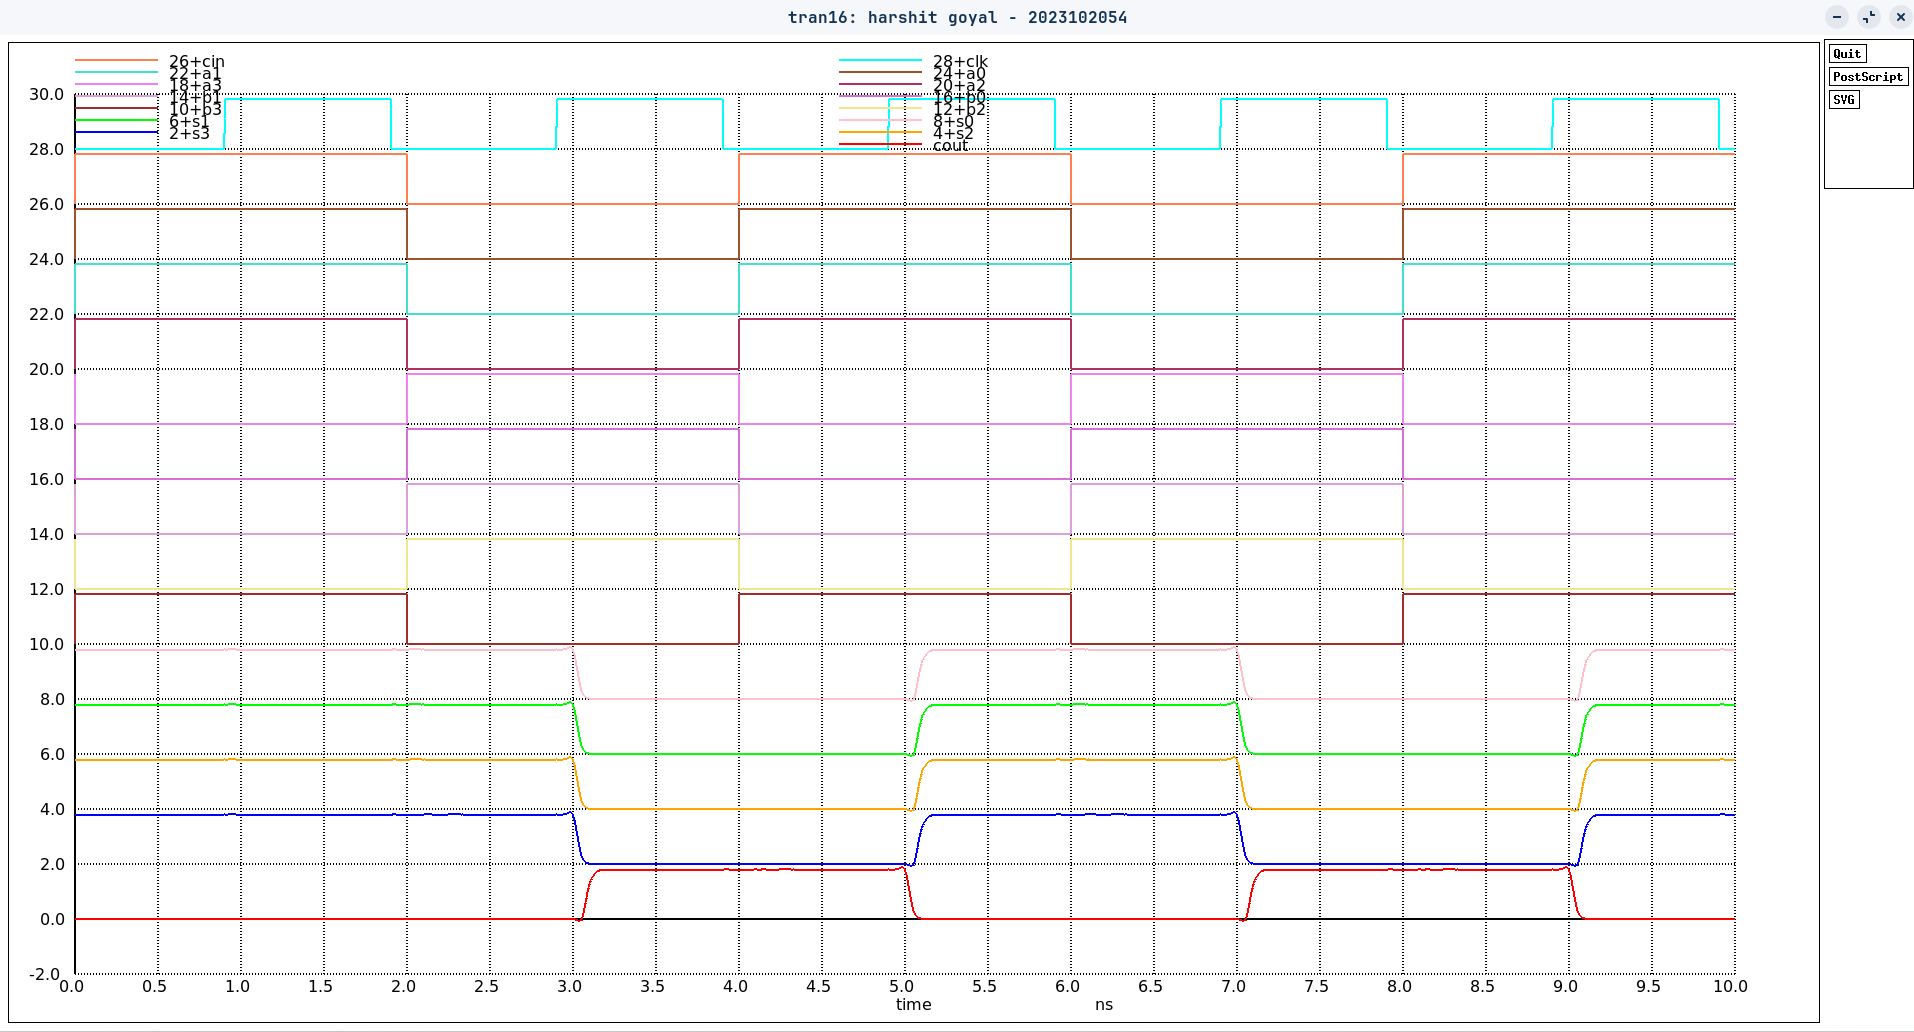 tran16: harshit goyal - 2023102054
Quit
PostScript
SVG
26+cin 28+clk
22+a1 24+a0
18+a3 20+a2
14+b1 16+b0
10+b3 12+b2
6+s1 8+s0
2+s3 4+s2
cout
30.0
28.0
26.0
24.0
22.0
20.0
18.0
16.0
14.0
12.0
10.0
8.0
6.0
4.0
2.0
0.0
-2.0
0.0 0.5 1.0 1.5 2.0 2.5 3.0 3.5 4.0 4.5 5.0 5.5 6.0 6.5 7.0 7.5 8.0 8.5 9.0 9.5 10.0
time ns